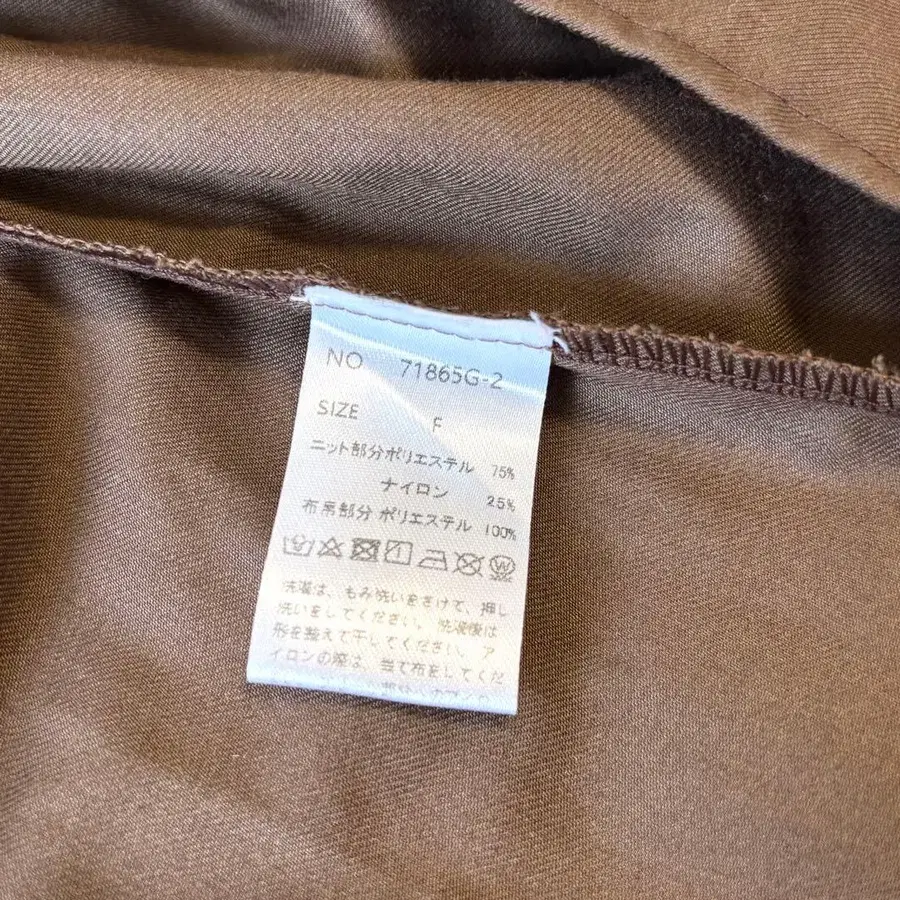 NO 71865G-2
SIZE F
ニット部分ポリエステル 75%
ナイロン 25%
布帛部分 ポリエステル 100%
洗濯は、もみ洗いをさけて、押し
洗いをしてください。洗濯後は
形を整えて干してください。ア
イロンの際は、当て布をしてくだ